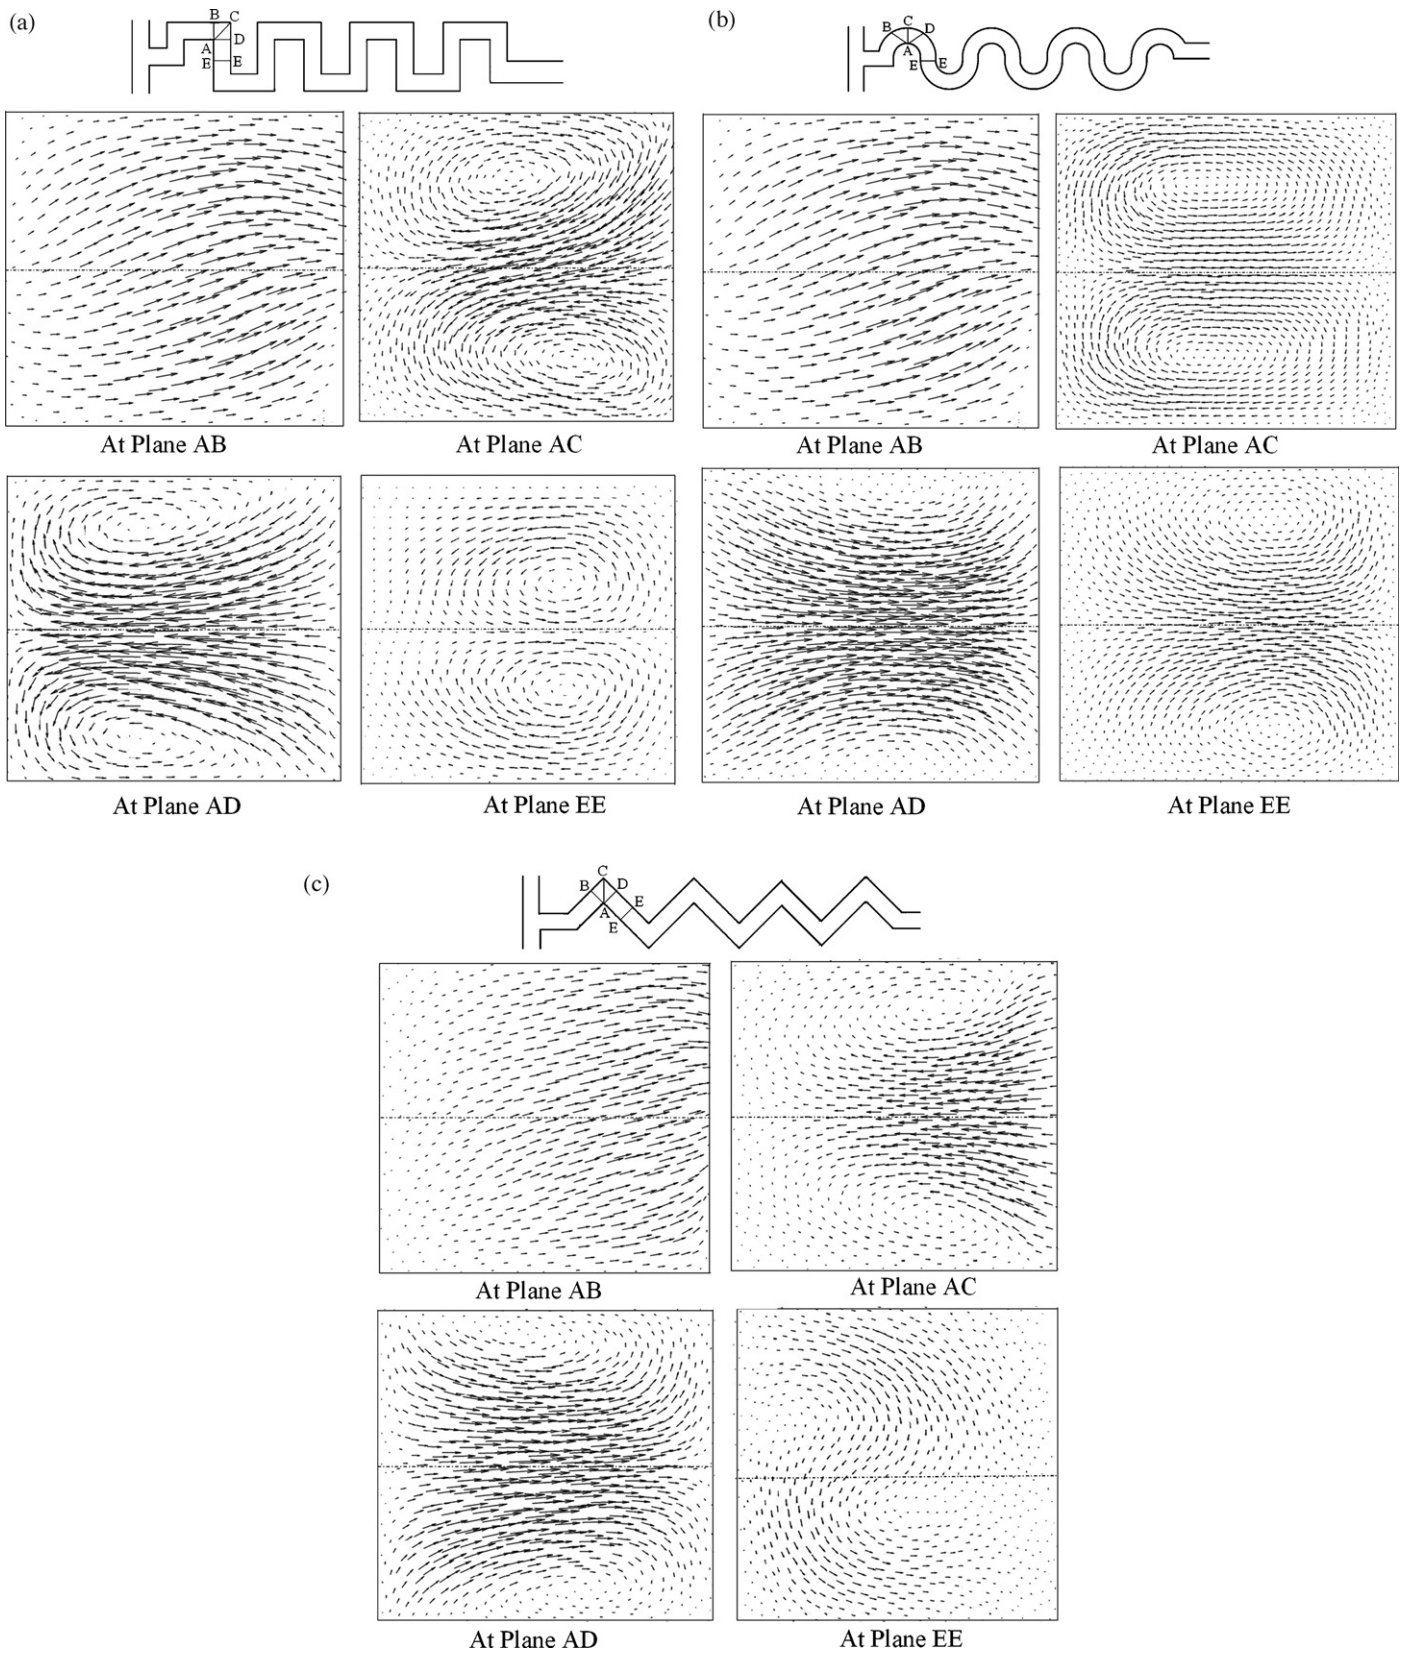 (a)
B C
A D
E E
(b)
B C D
A
E E
At Plane AB
At Plane AC
At Plane AB
At Plane AC
At Plane AD
At Plane EE
At Plane AD
At Plane EE
(c)
C
B D
A E
E
At Plane AB
At Plane AC
At Plane AD
At Plane EE